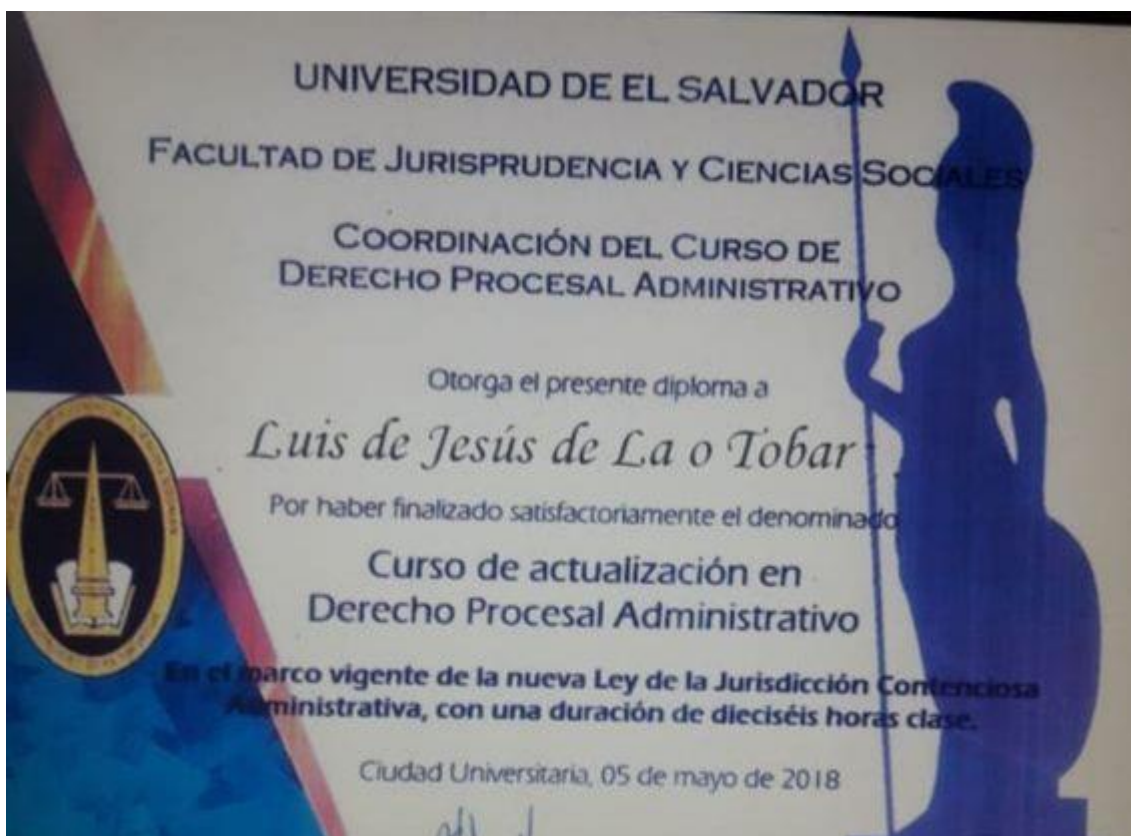 UNIVERSIDAD DE EL SALVADOR
FACULTAD DE JURISPRUDENCIA Y CIENCIAS SOCIALES
COORDINACIÓN DEL CURSO DE
DERECHO PROCESAL ADMINISTRATIVO
Otorga el presente diploma a
Luis de Jesús de La o Tobar
Por haber finalizado satisfactoriamente el denominado
Curso de actualización en
Derecho Procesal Administrativo
En el marco vigente de la nueva Ley de la Jurisdicción Contenciosa
Administrativa, con una duración de dieciséis horas clase.
Ciudad Universitaria, 05 de mayo de 2018